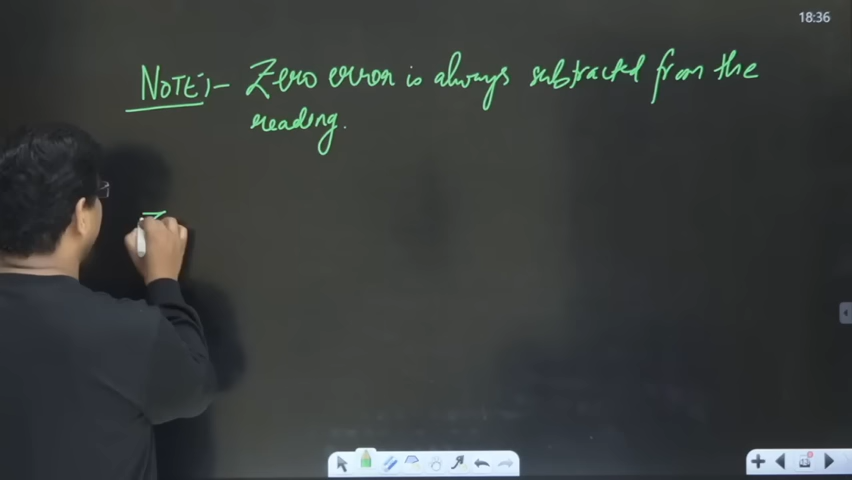 18:36
NOTE:- Zero error is always subtracted from the
reading.